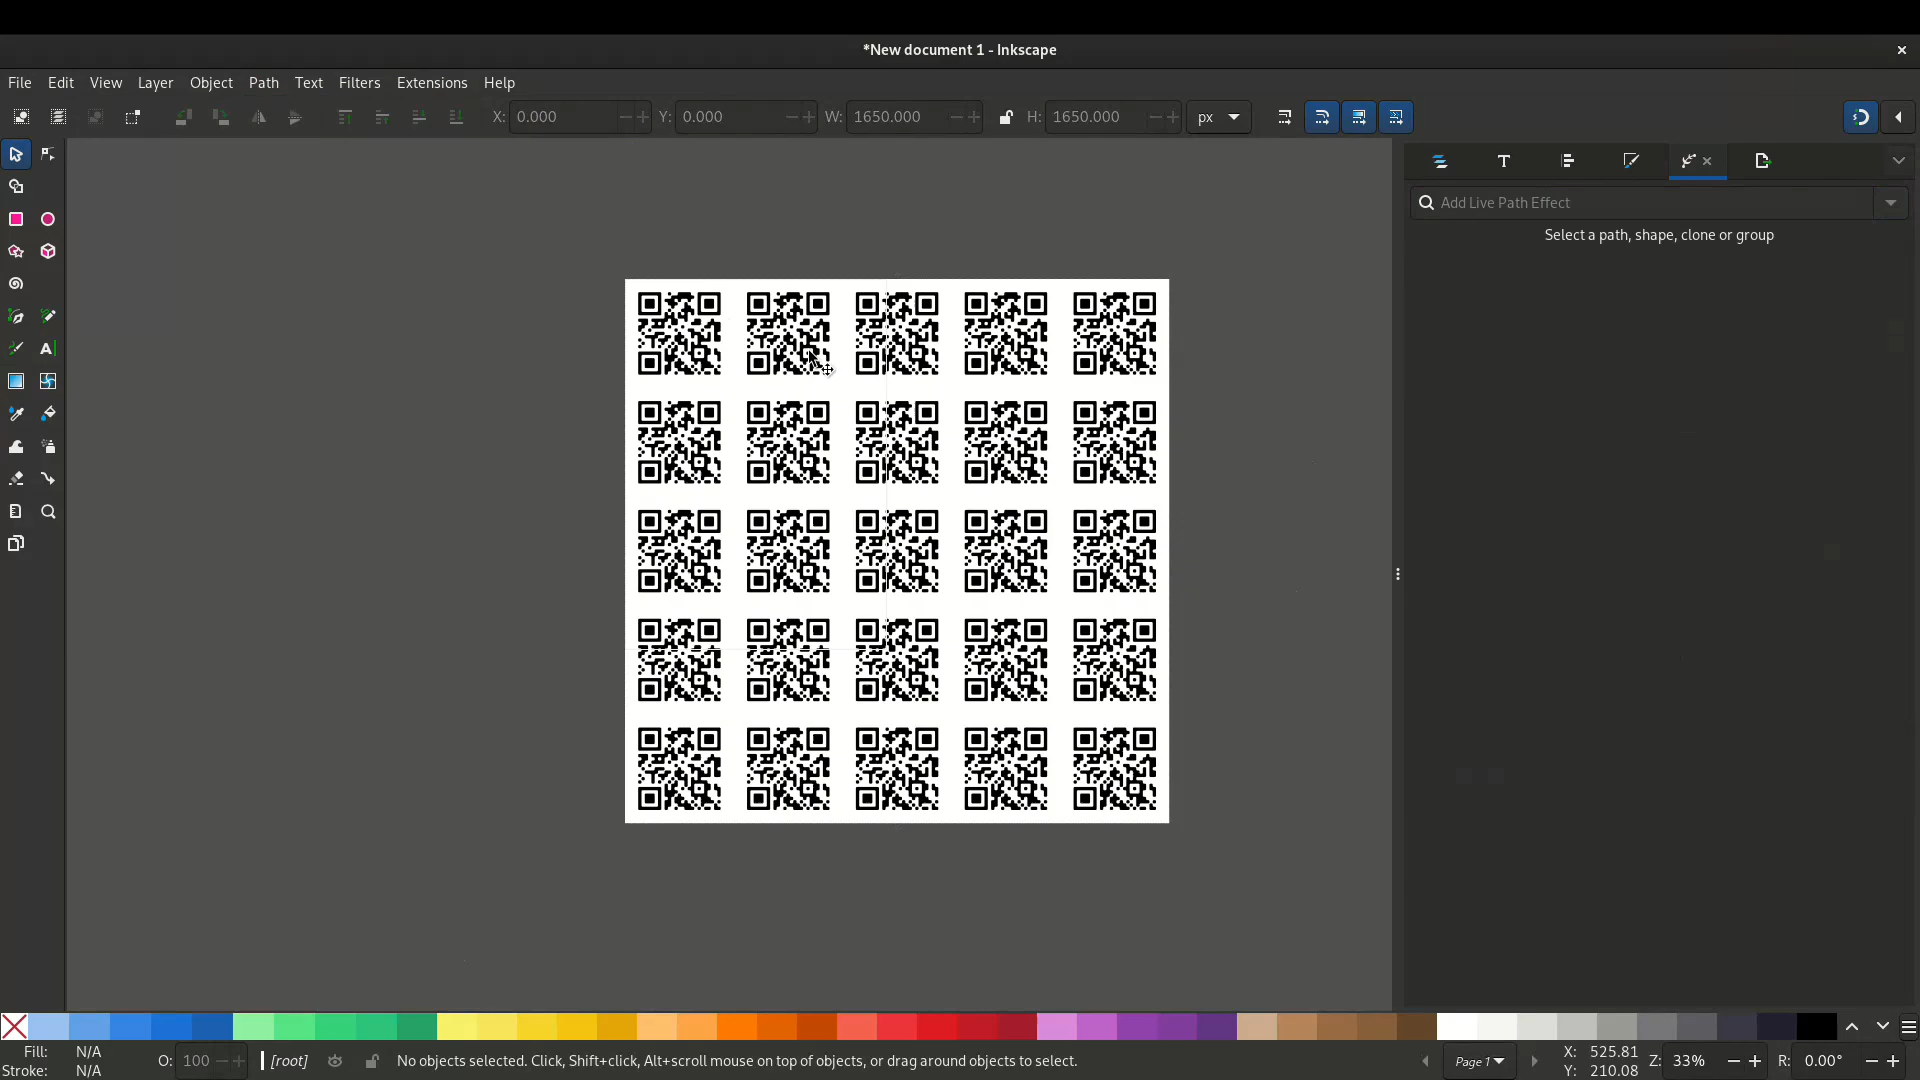 *New document 1 - Inkscape
File Edit View Layer Object Path Text Filters Extensions Help
X: 0.000 Y: 0.000 W: 1650.000 H: 1650.000 px
Add Live Path Effect
Select a path, shape, clone or group
Fill: N/A
Stroke: N/A
O: 100
[root]
No objects selected. Click, Shift+click, Alt+scroll mouse on top of objects, or drag around objects to select.
Page 1
X: 525.81
Y: 210.08
Z: 33%
R: 0.00°